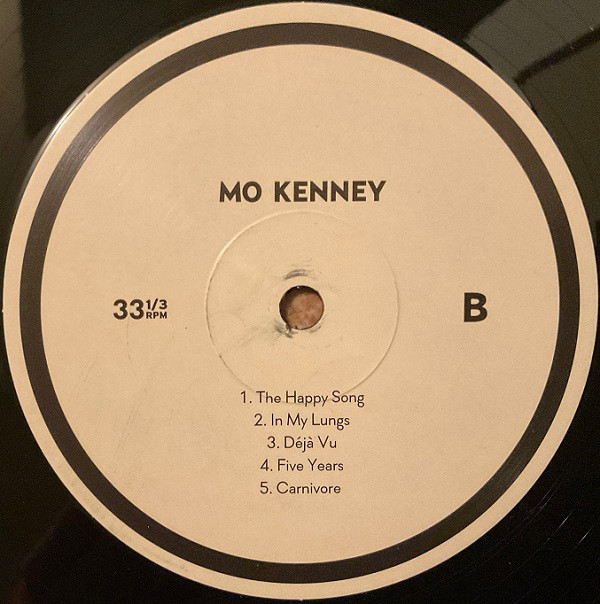 MO KENNEY
33 1/3 RPM
B
1. The Happy Song
2. In My Lungs
3. Déjà Vu
4. Five Years
5. Carnivore